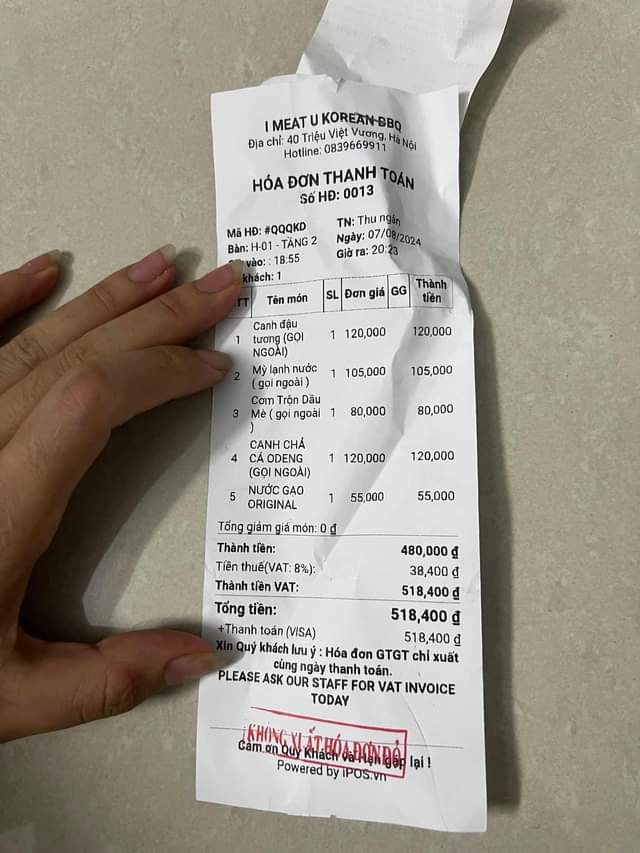 I MEAT U KOREAN BBQ
Địa chỉ: 40 Triệu Việt Vương, Hà Nội
Hotline: 0839669911
HÓA ĐƠN THANH TOÁN
Số HĐ: 0013
Mã HĐ: #QQQKD TN: Thu ngân
Bàn: H-01 - TẦNG 2 Ngày: 07/08/2024
vào: : 18:55 Giờ ra: 20:23
khách: 1
TT Tên món SL Đơn giá GG Thành tiền
1 Canh đậu tương (GỌI NGOÀI) 1 120,000 120,000
2 Mỳ lạnh nước ( gọi ngoài ) 1 105,000 105,000
3 Cơm Trộn Dầu Mè ( gọi ngoài ) 1 80,000 80,000
4 CANH CHẢ CÁ ODENG (GỌI NGOÀI) 1 120,000 120,000
5 NƯỚC GẠO ORIGINAL 1 55,000 55,000
Tổng giảm giá món: 0 ₫
Thành tiền: 480,000 ₫
Tiền thuế(VAT: 8%): 38,400 ₫
Thành tiền VAT: 518,400 ₫
Tổng tiền: 518,400 ₫
+Thanh toán (VISA) 518,400 ₫
Xin Quý khách lưu ý : Hóa đơn GTGT chỉ xuất
cùng ngày thanh toán.
PLEASE ASK OUR STAFF FOR VAT INVOICE
TODAY
KHÔNG XUẤT HÓA ĐƠN ĐỎ
Cảm ơn Quý Khách và hẹn gặp lại !
Powered by iPOS.vn